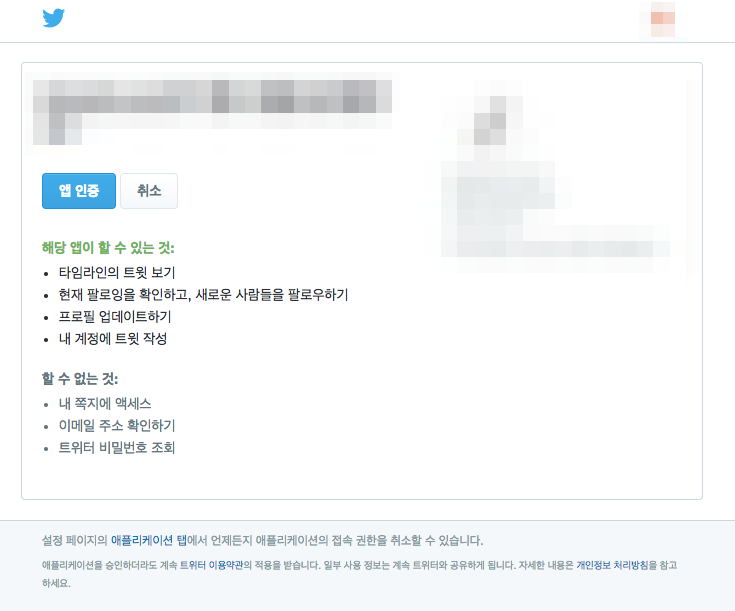 앱 인증 취소
해당 앱이 할 수 있는 것:
타임라인의 트윗 보기
현재 팔로잉을 확인하고, 새로운 사람들을 팔로우하기
프로필 업데이트하기
내 계정에 트윗 작성
할 수 없는 것:
내 쪽지에 액세스
이메일 주소 확인하기
트위터 비밀번호 조회
설정 페이지의 애플리케이션 탭에서 언제든지 애플리케이션의 접속 권한을 취소할 수 있습니다.
애플리케이션을 승인하더라도 계속 트위터 이용약관의 적용을 받습니다. 일부 사용 정보는 계속 트위터와 공유하게 됩니다. 자세한 내용은 개인정보 처리방침을 참고
하세요.